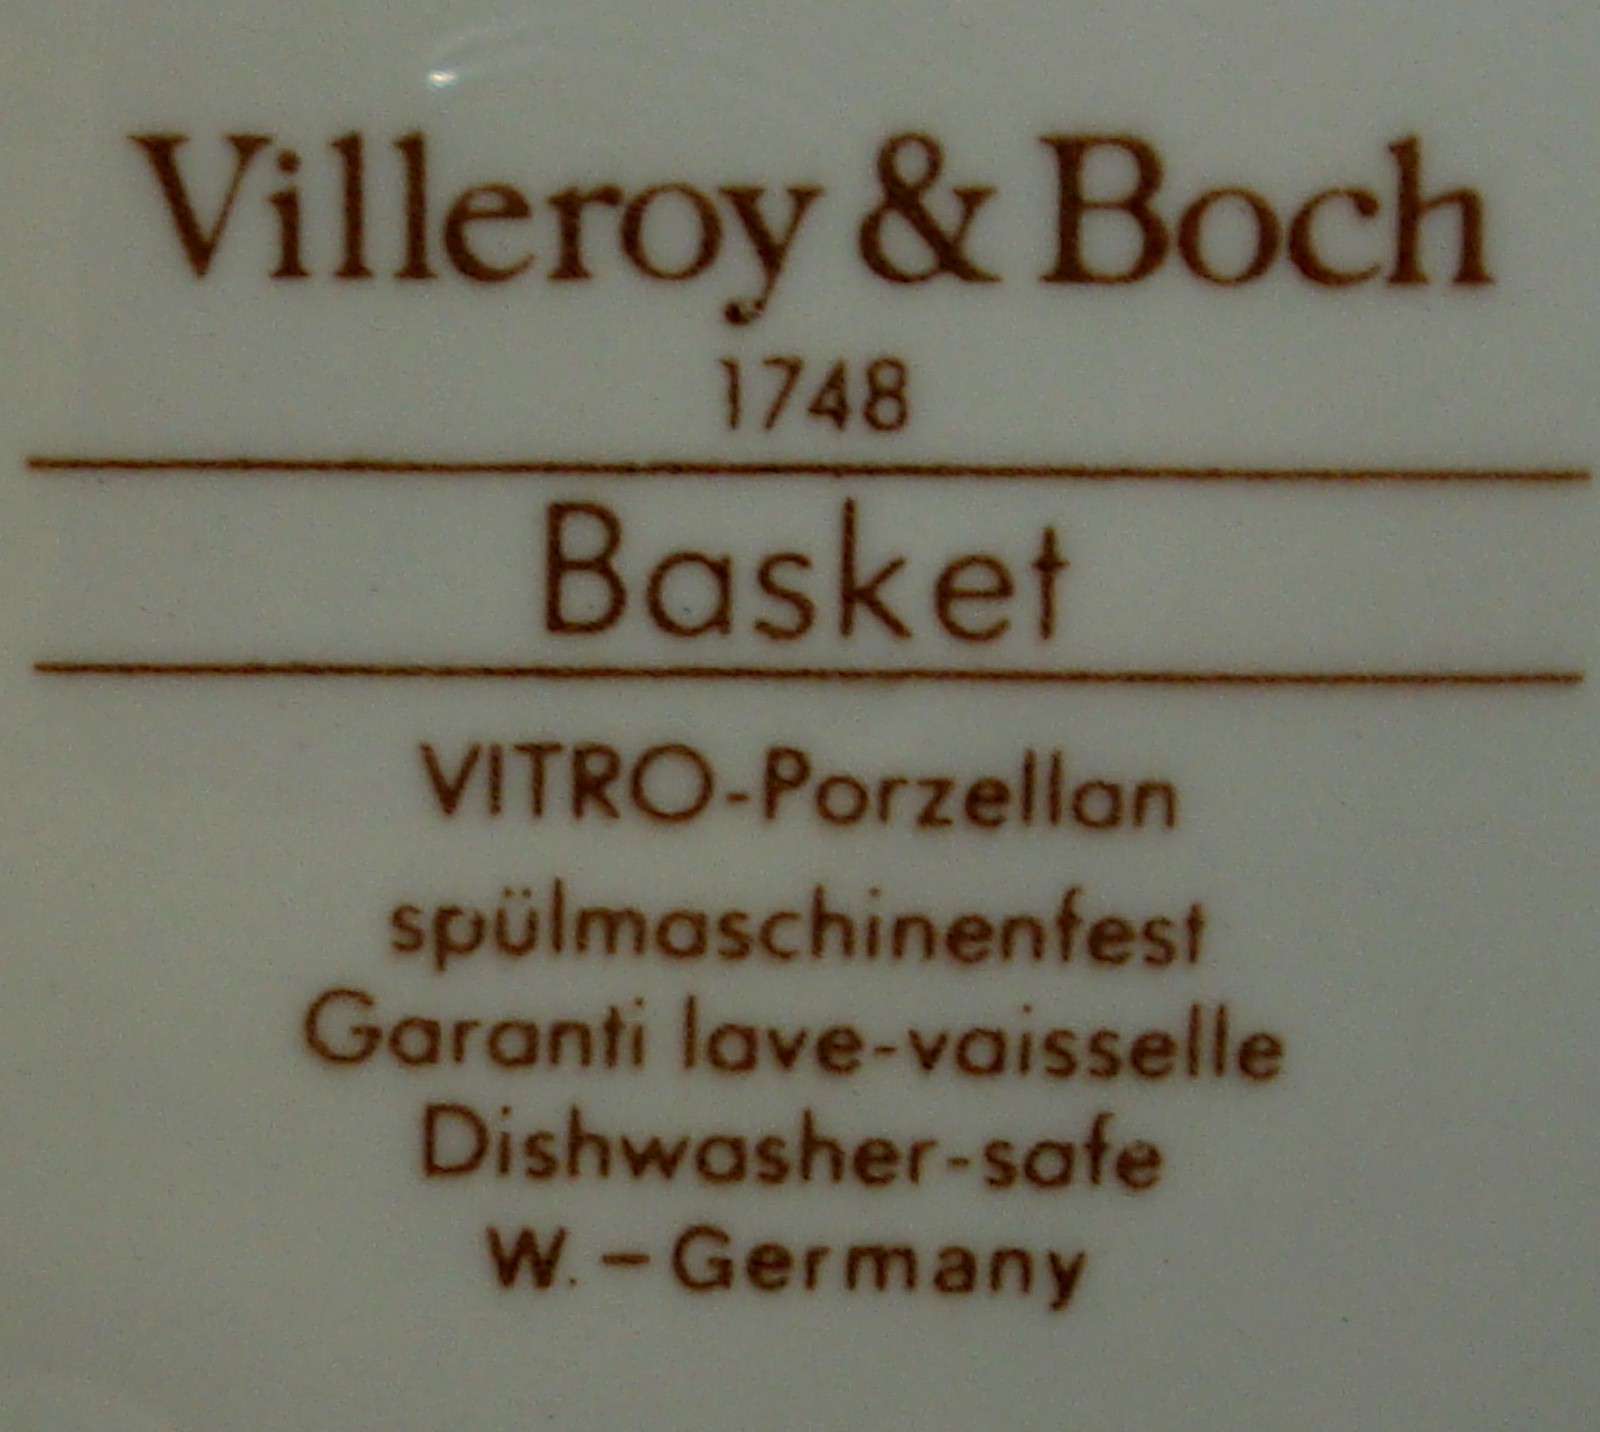 Villeroy & Boch
1748
Basket
VITRO-Porzellan
spülmaschinenfest
Garanti lave-vaisselle
Dishwasher-safe
W. – Germany